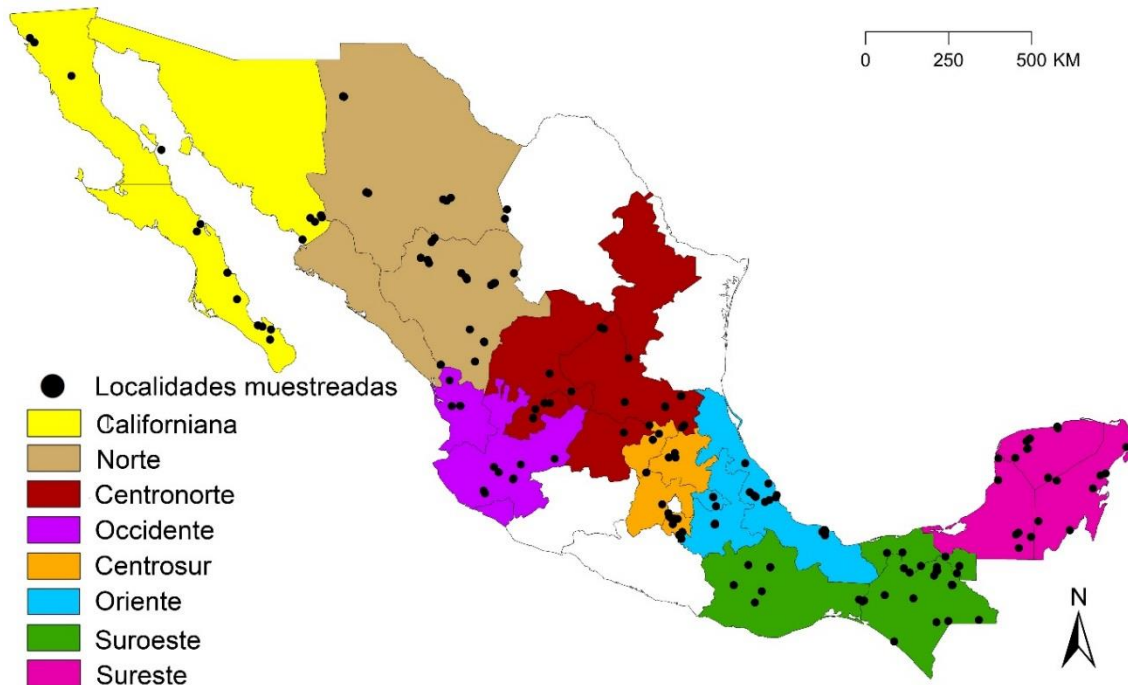 0 250 500 KM
Localidades muestreadas
Californiana
Norte
Centronorte
Occidente
Centrosur
Oriente
Suroeste
Sureste
N